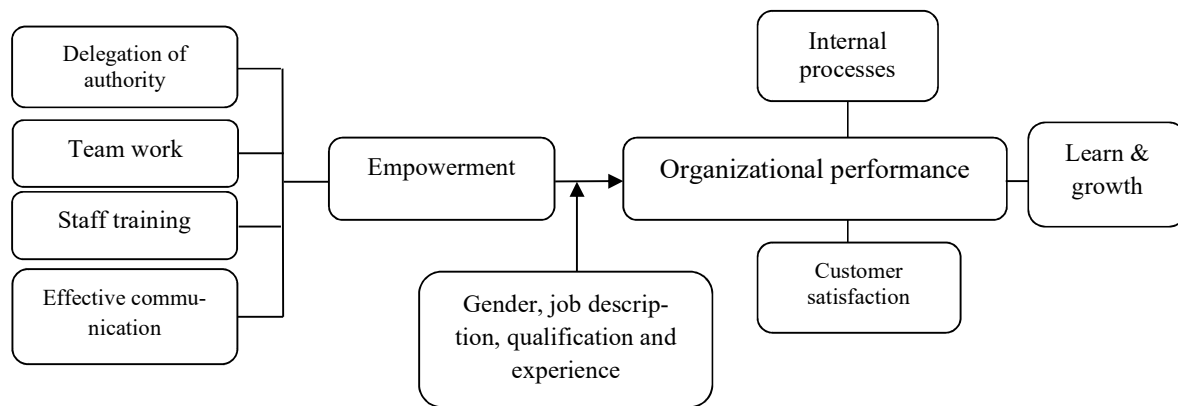 Delegation of
authority
Team work
Staff training
Effective commu-
nication
Empowerment
Gender, job descrip-
tion, qualification and
experience
Internal
processes
Organizational performance
Customer
satisfaction
Learn &
growth